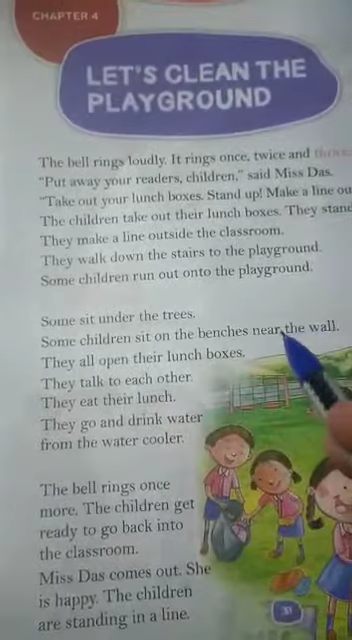 CHAPTER 4
LET'S CLEAN THE
PLAYGROUND
The bell rings loudly. It rings once, twice and thrice
"Put away your readers, children," said Miss Das.
"Take out your lunch boxes. Stand up! Make a line ou
The children take out their lunch boxes. They stand
They make a line outside the classroom.
They walk down the stairs to the playground.
Some children run out onto the playground.
Some sit under the trees.
Some children sit on the benches near the wall.
They all open their lunch boxes.
They talk to each other.
They eat their lunch.
They go and drink water
from the water cooler.
The bell rings once
more. The children get
ready to go back into
the classroom.
Miss Das comes out. She
is happy. The children
are standing in a line.